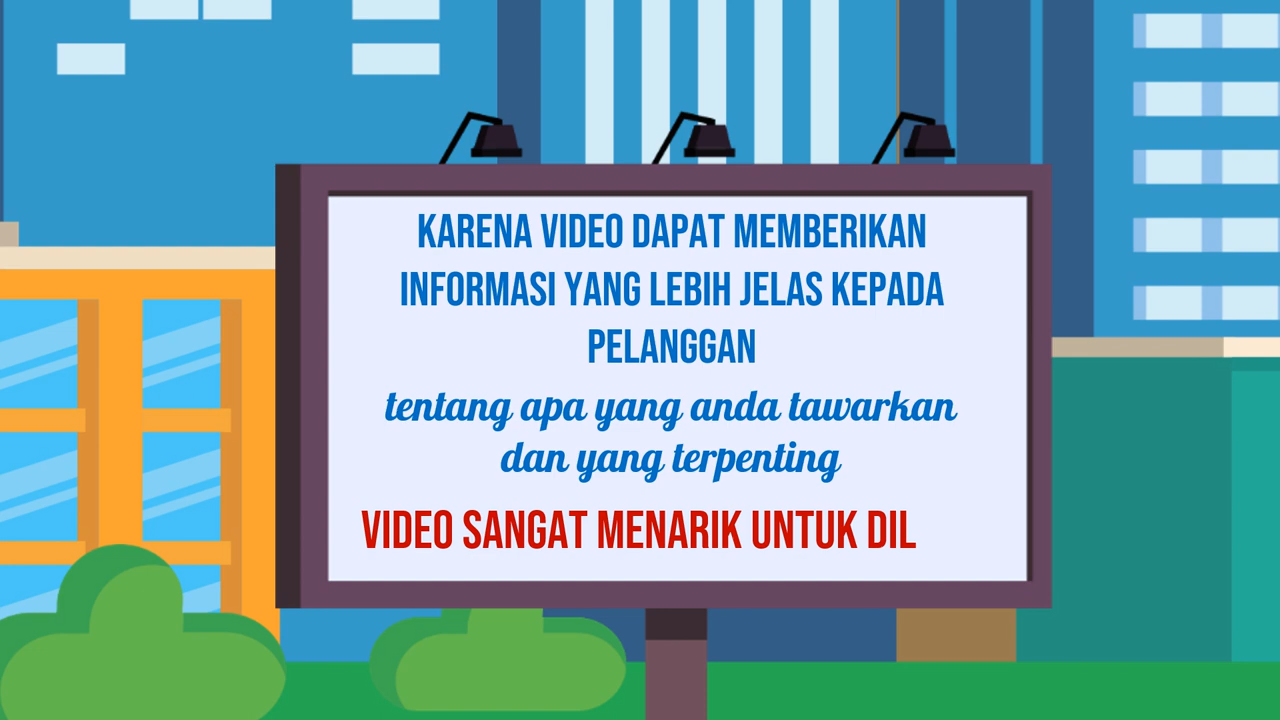 KARENA VIDEO DAPAT MEMBERIKAN
INFORMASI YANG LEBIH JELAS KEPADA
PELANGGAN
tentang apa yang anda tawarkan
dan yang terpenting
VIDEO SANGAT MENARIK UNTUK DIL